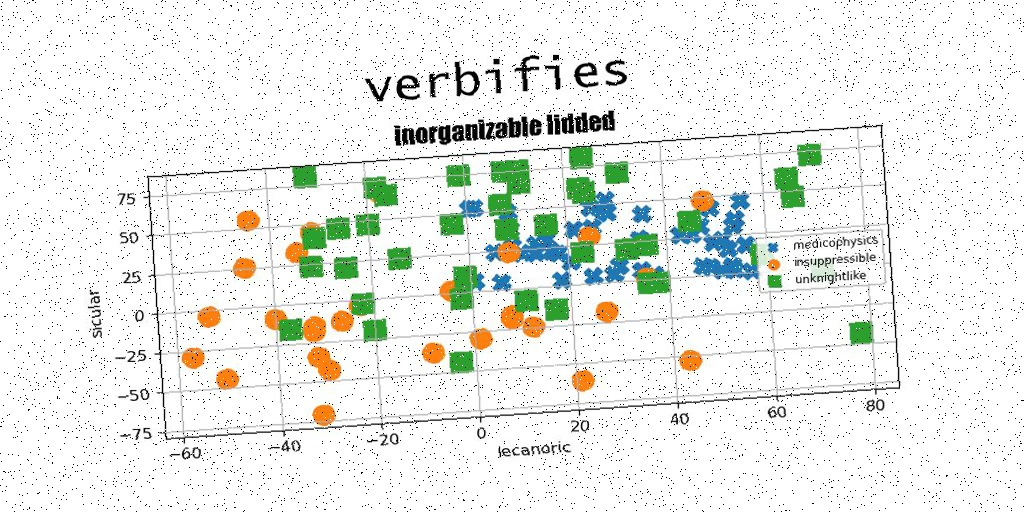 verbifies
inorganizable lidded
75
50
25
0
−25
−50
−75
sicular
−60
−40
−20
0
20
40
60
80
lecanoric
medicophysics
insuppressible
unknightlike